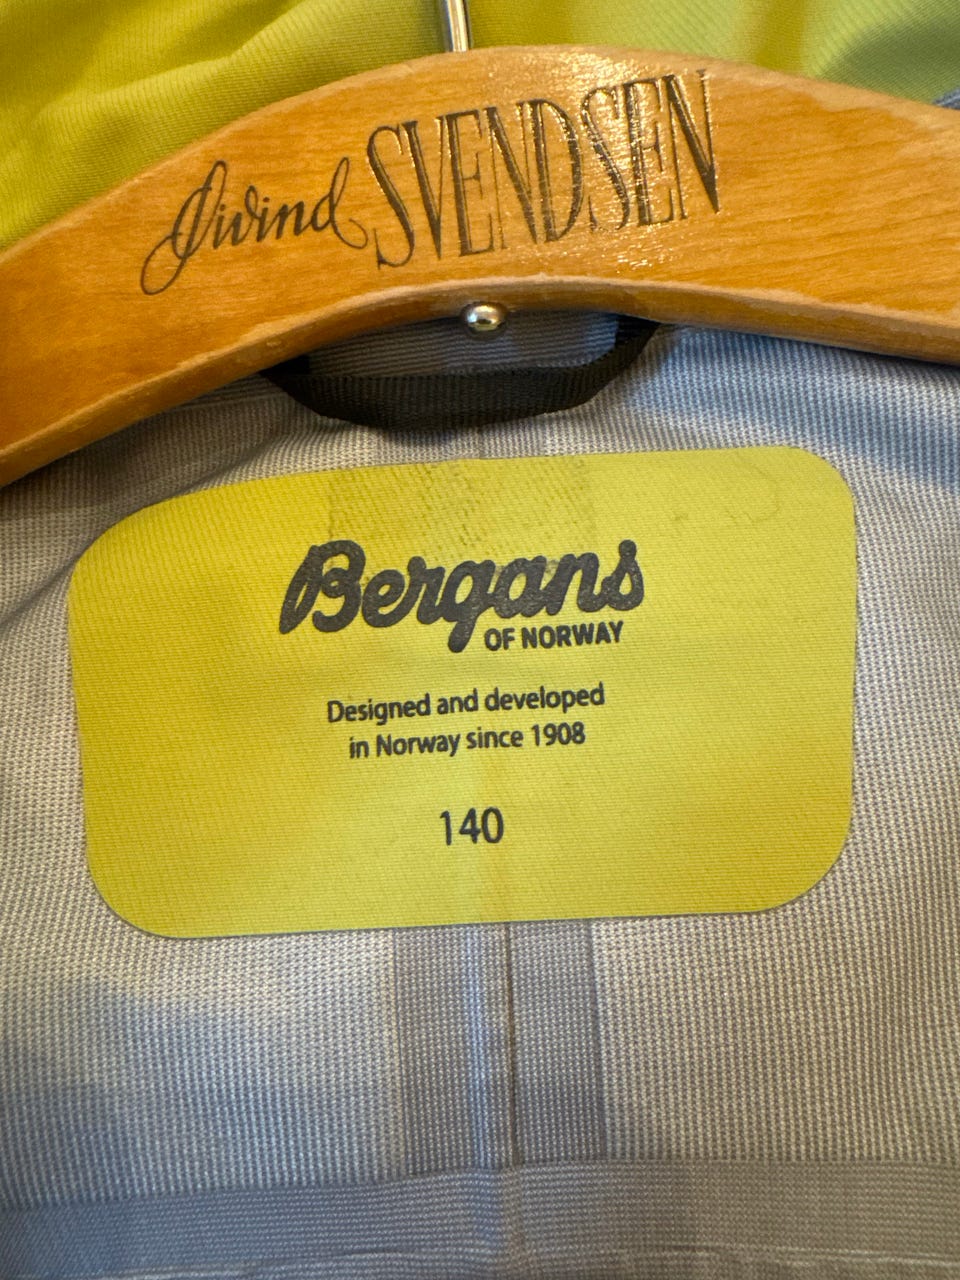 Øivind SVENDSEN
Bergans
OF NORWAY
Designed and developed
in Norway since 1908
140